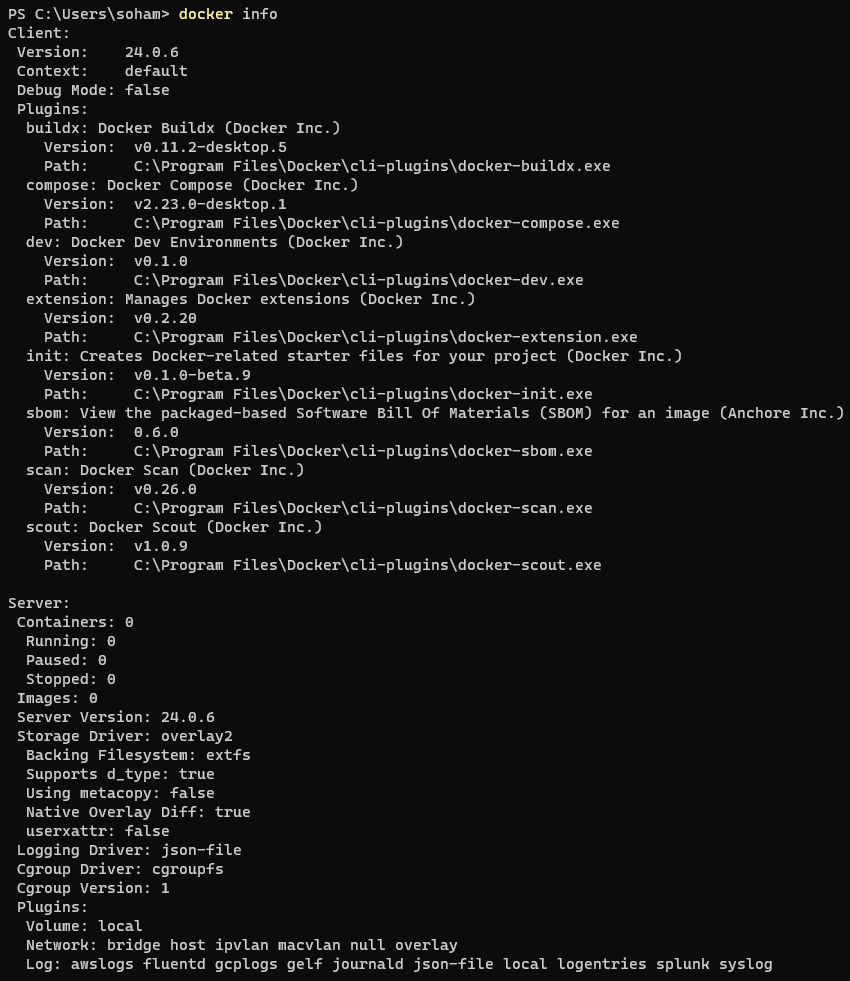 PS C:\Users\soham> docker info
Client:
 Version:    24.0.6
 Context:    default
 Debug Mode: false
 Plugins:
  buildx: Docker Buildx (Docker Inc.)
    Version:  v0.11.2-desktop.5
    Path:     C:\Program Files\Docker\cli-plugins\docker-buildx.exe
  compose: Docker Compose (Docker Inc.)
    Version:  v2.23.0-desktop.1
    Path:     C:\Program Files\Docker\cli-plugins\docker-compose.exe
  dev: Docker Dev Environments (Docker Inc.)
    Version:  v0.1.0
    Path:     C:\Program Files\Docker\cli-plugins\docker-dev.exe
  extension: Manages Docker extensions (Docker Inc.)
    Version:  v0.2.20
    Path:     C:\Program Files\Docker\cli-plugins\docker-extension.exe
  init: Creates Docker-related starter files for your project (Docker Inc.)
    Version:  v0.1.0-beta.9
    Path:     C:\Program Files\Docker\cli-plugins\docker-init.exe
  sbom: View the packaged-based Software Bill Of Materials (SBOM) for an image (Anchore Inc.)
    Version:  0.6.0
    Path:     C:\Program Files\Docker\cli-plugins\docker-sbom.exe
  scan: Docker Scan (Docker Inc.)
    Version:  v0.26.0
    Path:     C:\Program Files\Docker\cli-plugins\docker-scan.exe
  scout: Docker Scout (Docker Inc.)
    Version:  v1.0.9
    Path:     C:\Program Files\Docker\cli-plugins\docker-scout.exe

Server:
 Containers: 0
  Running: 0
  Paused: 0
  Stopped: 0
 Images: 0
 Server Version: 24.0.6
 Storage Driver: overlay2
  Backing Filesystem: extfs
  Supports d_type: true
  Using metacopy: false
  Native Overlay Diff: true
  userxattr: false
 Logging Driver: json-file
 Cgroup Driver: cgroupfs
 Cgroup Version: 1
 Plugins:
  Volume: local
  Network: bridge host ipvlan macvlan null overlay
  Log: awslogs fluentd gcplogs gelf journald json-file local logentries splunk syslog